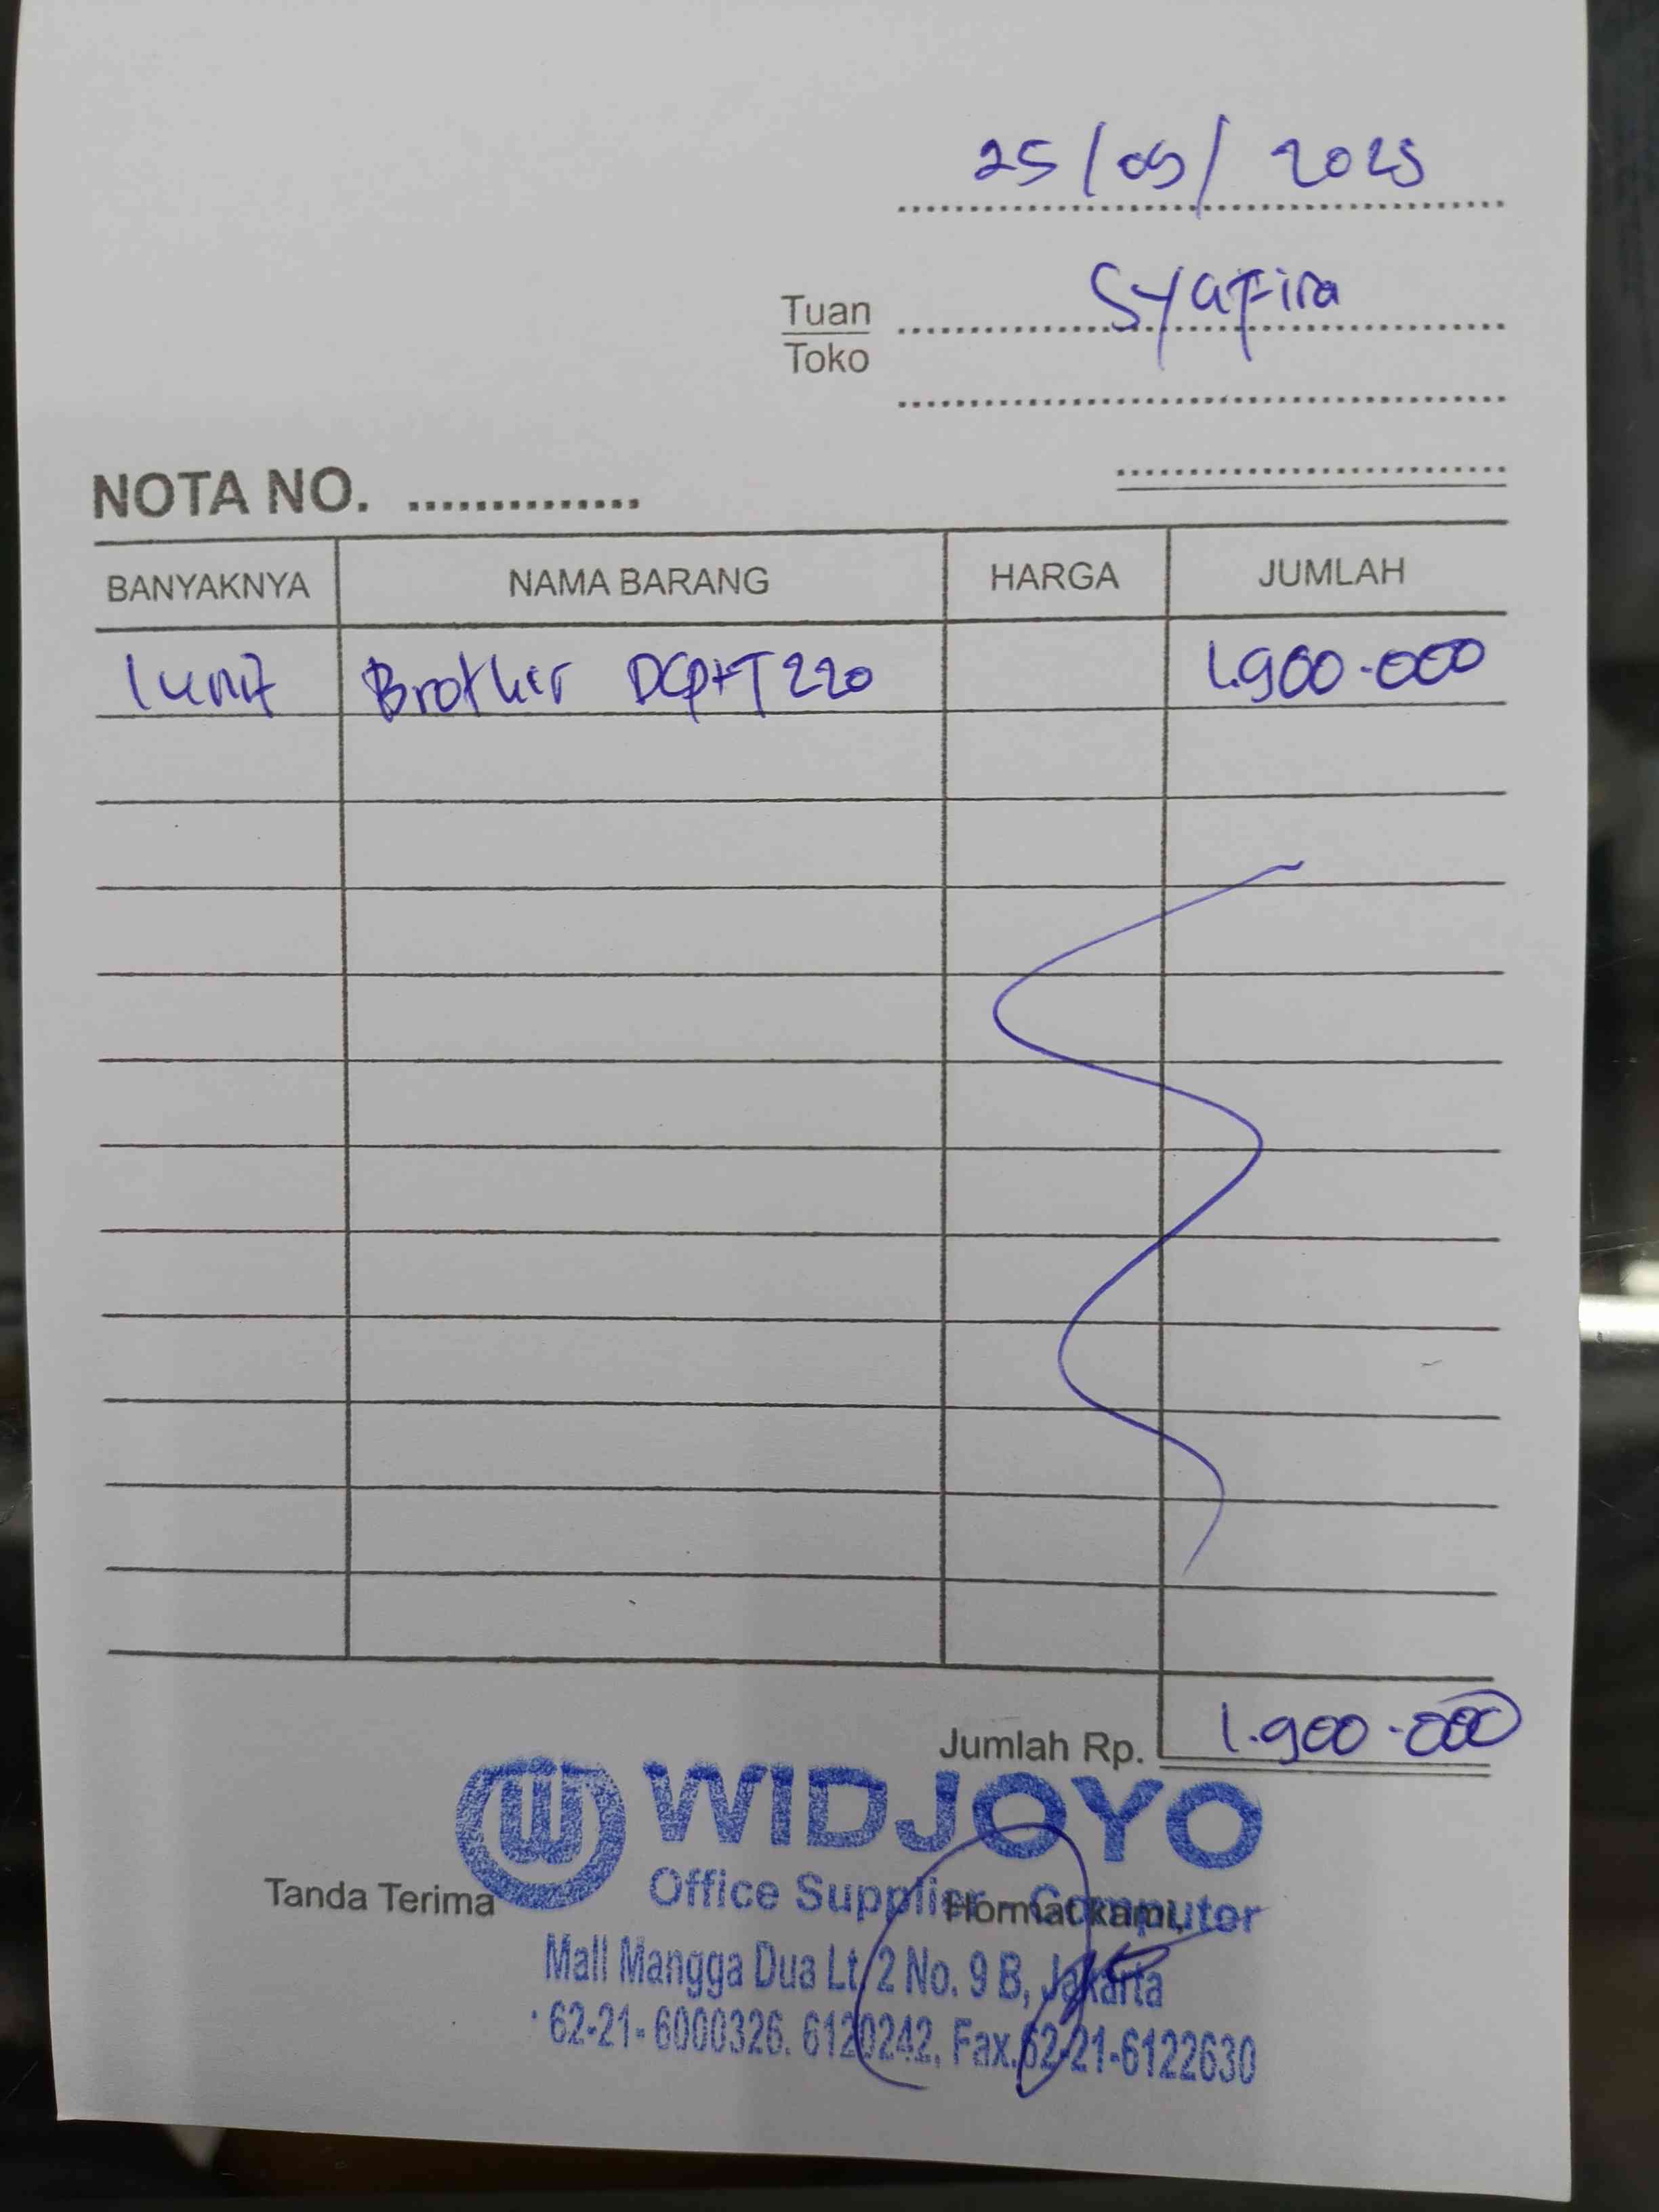 25/09/2025
Syafira
Tuan
Toko
NOTA NO. ..............
BANYAKNYA NAMA BARANG HARGA JUMLAH
1 unit Brother DCP-T220 1.900.000
Jumlah Rp. 1.900.000
WIDJOYO
Office Supplier - Computer
Tanda Terima Hormat kami,
Mall Mangga Dua Lt. 2 No. 9 B, Jakarta
62-21-6000326. 6120242, Fax.62-21-6122630